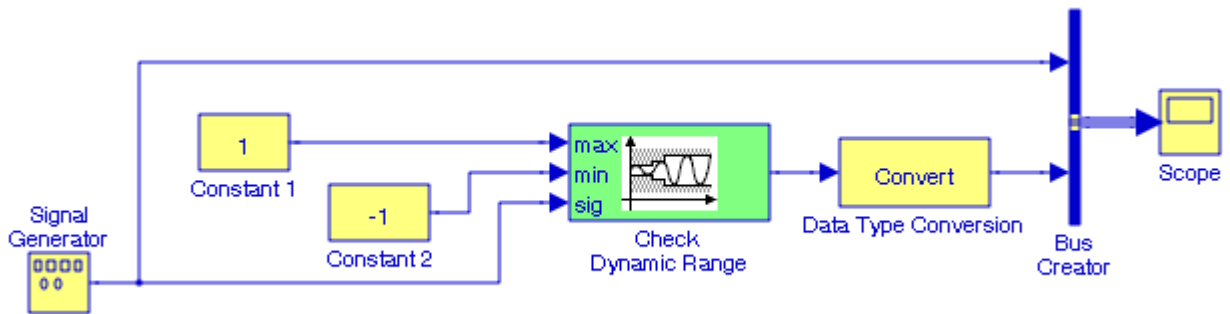 1
Constant 1
-1
Constant 2
Signal
Generator
max
min
sig
Check
Dynamic Range
Convert
Data Type Conversion
Bus
Creator
Scope